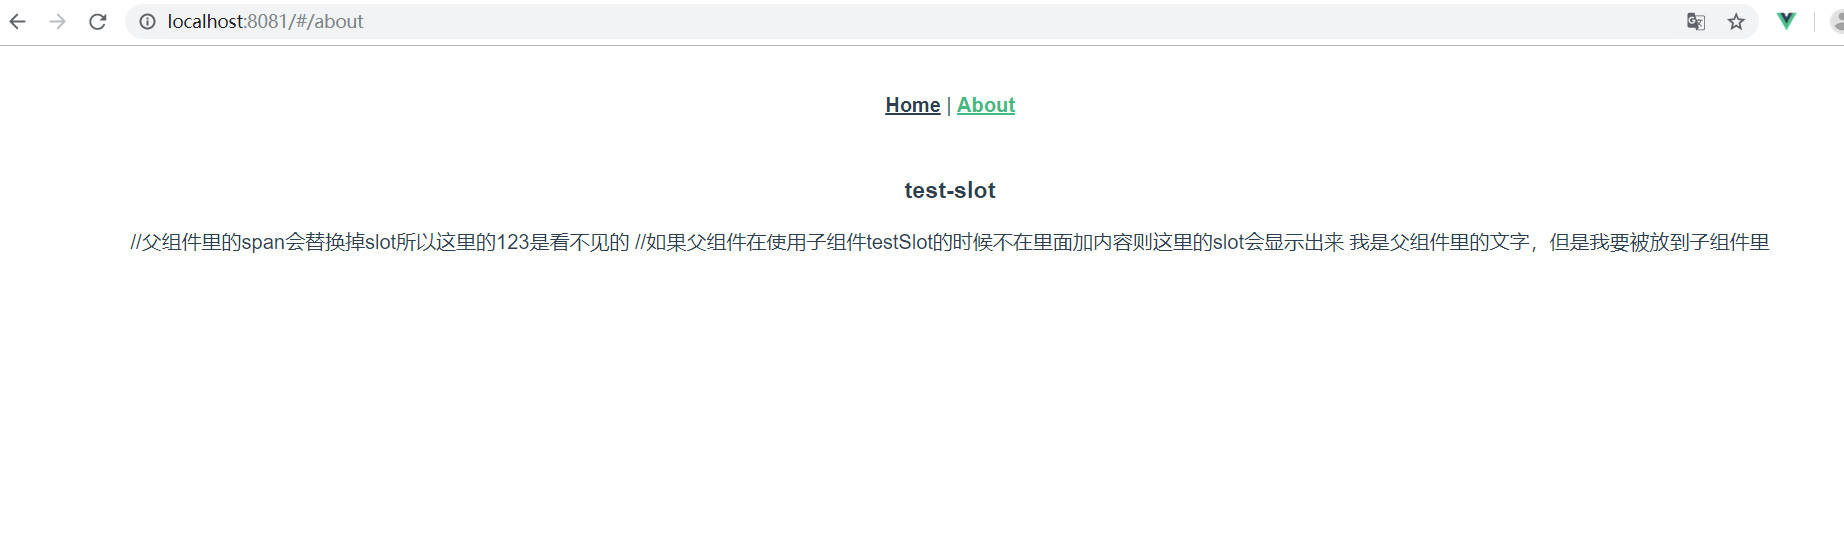 localhost:8081/#/about
Home | About
test-slot
//父组件里的span会替换掉slot所以这里的123是看不见的 //如果父组件在使用子组件testSlot的时候不在里面加内容则这里的slot会显示出来 我是父组件里的文字，但是我要被放到子组件里